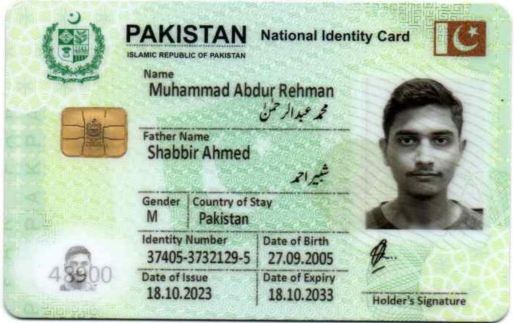 PAKISTAN National Identity Card
ISLAMIC REPUBLIC OF PAKISTAN
Name
Muhammad Abdur Rehman
محمد عبدالرحمٰن
Father Name
Shabbir Ahmed
شبیر احمد
Gender Country of Stay
M Pakistan
Identity Number Date of Birth
37405-3732129-5 27.09.2005
Date of Issue Date of Expiry
18.10.2023 18.10.2033
Holder's Signature